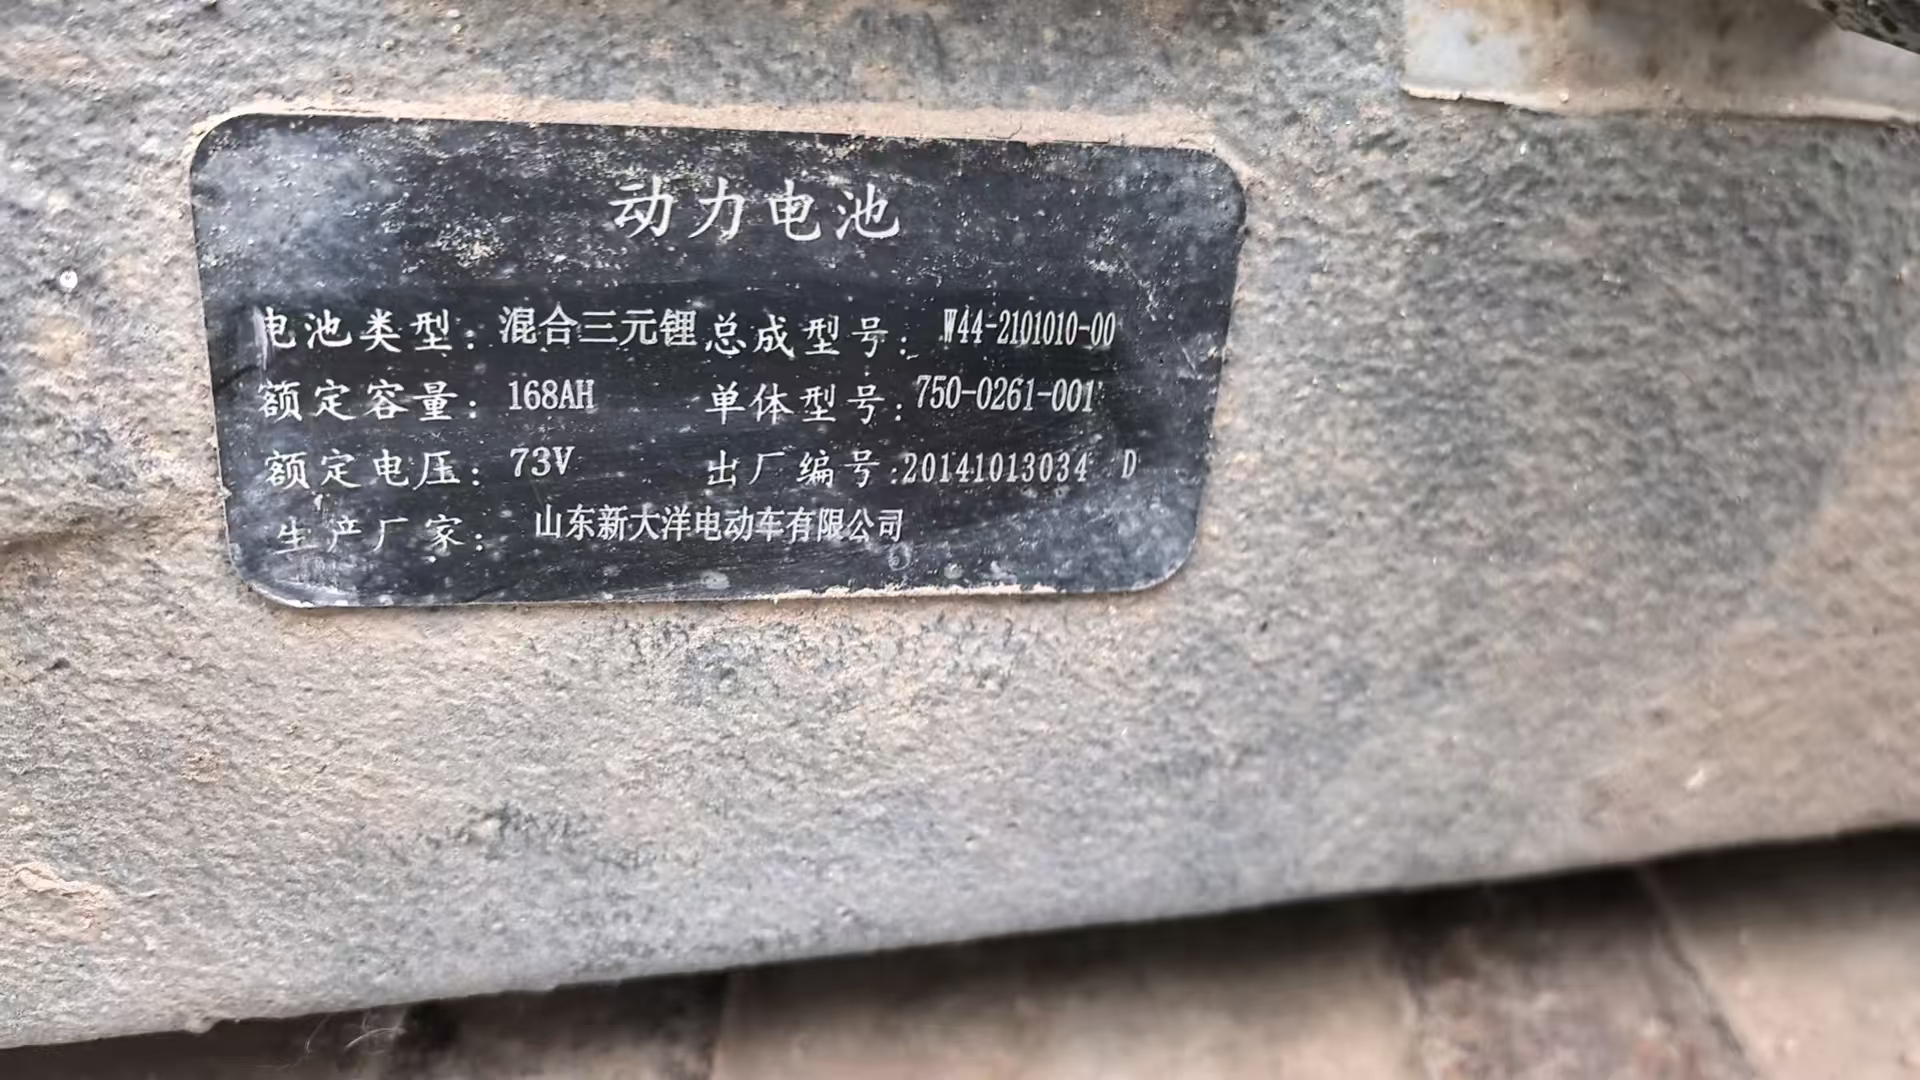 动力电池
电池类型：混合三元锂 总成型号：W44-2101010-00
额定容量：168AH 单体型号：750-0261-001
额定电压：73V 出厂编号：20141013034 D
生产厂家：山东新大洋电动车有限公司